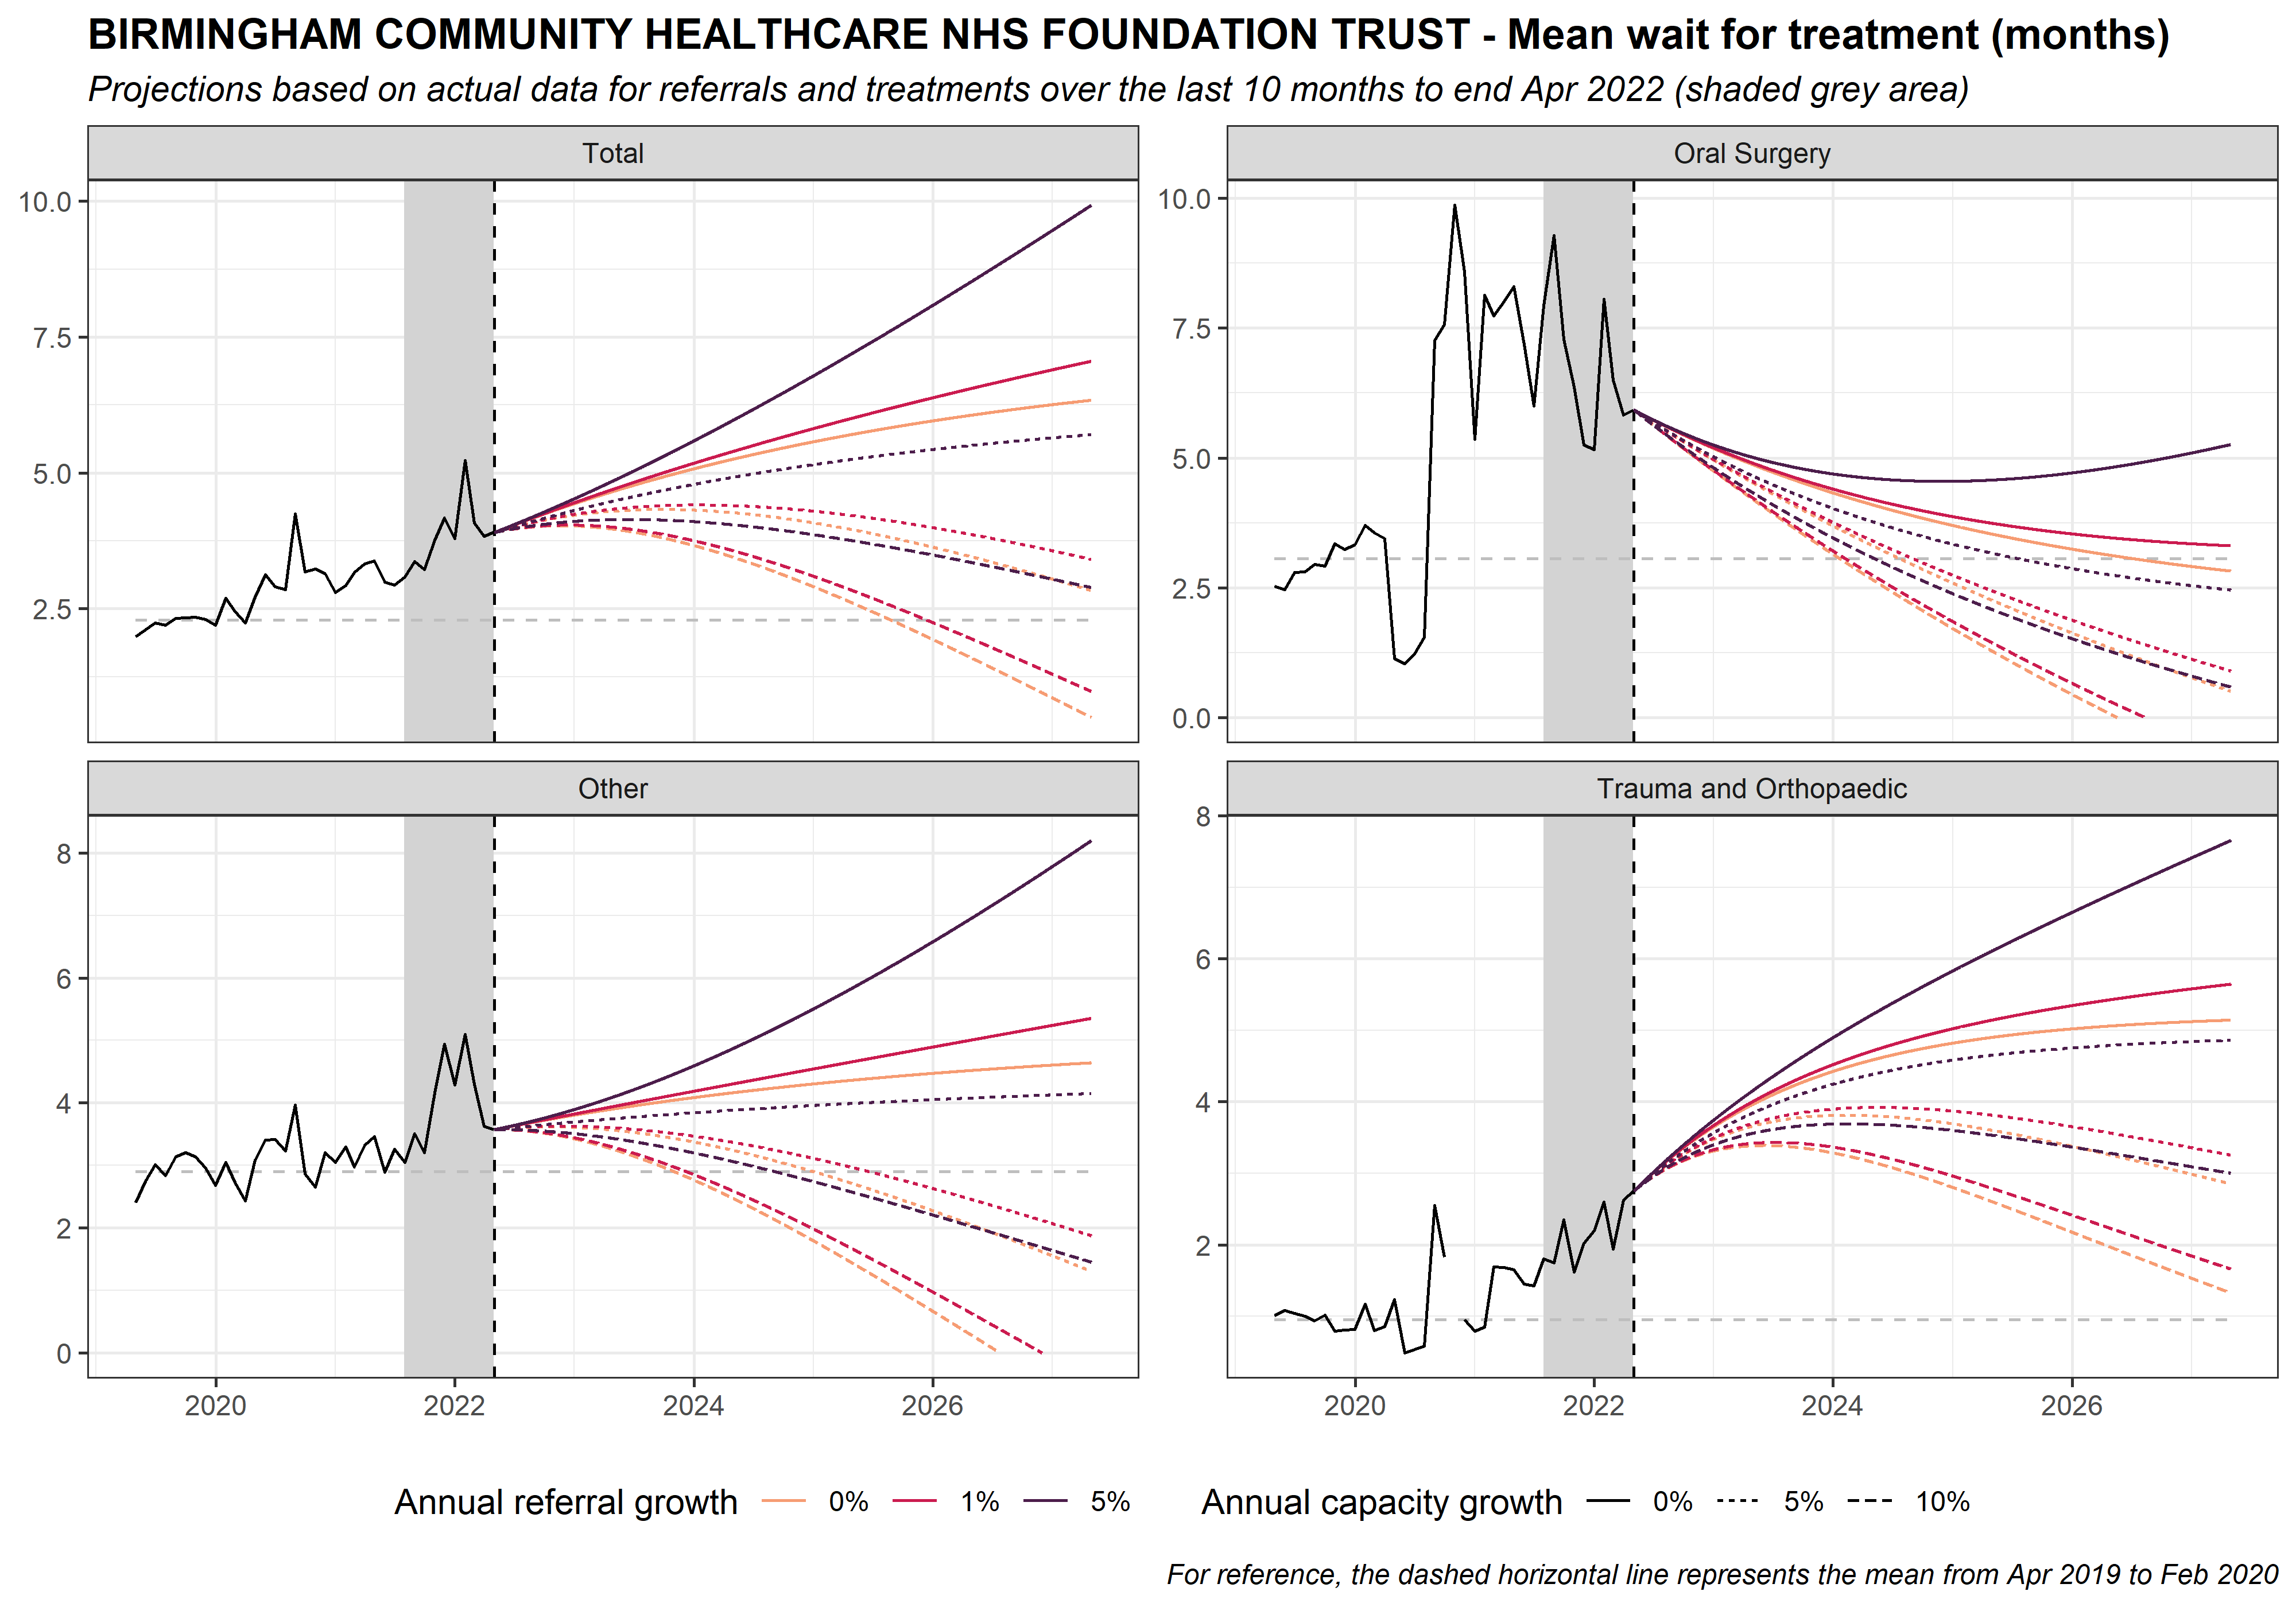 BIRMINGHAM COMMUNITY HEALTHCARE NHS FOUNDATION TRUST - Mean wait for treatment (months)
Projections based on actual data for referrals and treatments over the last 10 months to end Apr 2022 (shaded grey area)
Total
10.0
7.5
5.0
2.5
Oral Surgery
10.0
7.5
5.0
2.5
0.0
Other
8
6
4
2
0
2020 2022 2024 2026
Trauma and Orthopaedic
8
6
4
2
2020 2022 2024 2026
Annual referral growth 0% 1% 5%
Annual capacity growth 0% 5% 10%
For reference, the dashed horizontal line represents the mean from Apr 2019 to Feb 2020